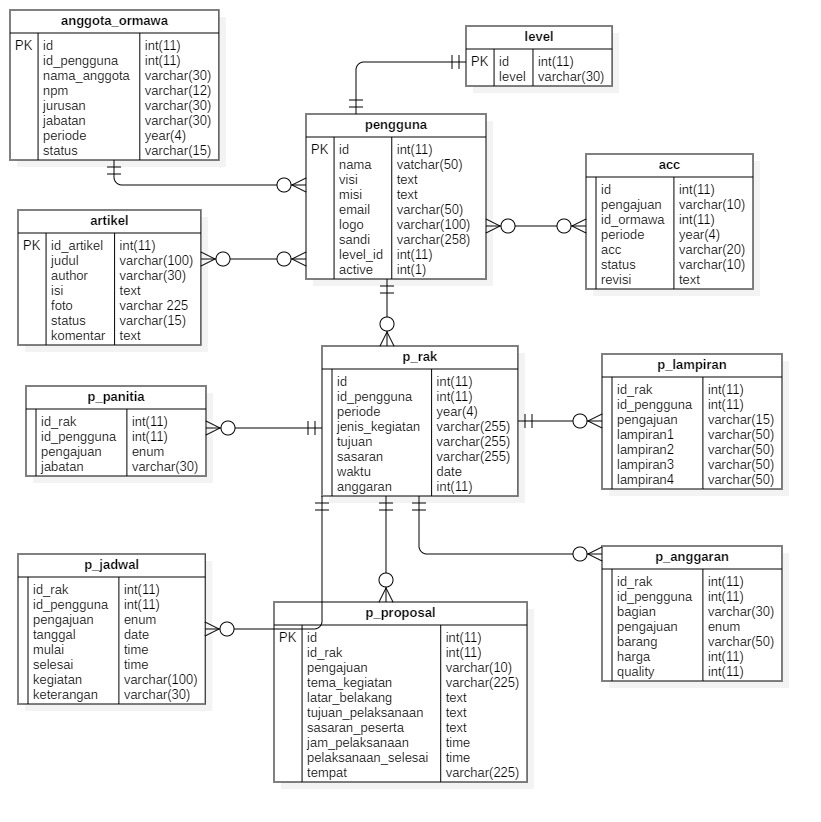 anggota_ormawa
PK id int(11)
id_pengguna int(11)
nama_anggota varchar(30)
npm varchar(12)
jurusan varchar(30)
jabatan varchar(30)
periode year(4)
status varchar(15)
level
PK id int(11)
level varchar(30)
pengguna
PK id int(11)
nama vatchar(50)
visi text
misi text
email varchar(50)
logo varchar(100)
sandi varchar(258)
level_id int(11)
active int(1)
acc
id int(11)
pengajuan varchar(10)
id_ormawa int(11)
periode year(4)
acc varchar(20)
status varchar(10)
revisi text
artikel
PK id_artikel int(11)
judul varchar(100)
author varchar(30)
isi text
foto varchar 225
status varchar(15)
komentar text
p_rak
id int(11)
id_pengguna int(11)
periode year(4)
jenis_kegiatan varchar(255)
tujuan varchar(255)
sasaran varchar(255)
waktu date
anggaran int(11)
p_lampiran
id_rak int(11)
id_pengguna int(11)
pengajuan varchar(15)
lampiran1 varchar(50)
lampiran2 varchar(50)
lampiran3 varchar(50)
lampiran4 varchar(50)
p_panitia
id_rak int(11)
id_pengguna int(11)
pengajuan enum
jabatan varchar(30)
p_jadwal
id_rak int(11)
id_pengguna int(11)
pengajuan enum
tanggal date
mulai time
selesai time
kegiatan varchar(100)
keterangan varchar(30)
p_proposal
PK id int(11)
id_rak int(11)
pengajuan varchar(10)
tema_kegiatan varchar(225)
latar_belakang text
tujuan_pelaksanaan text
sasaran_peserta text
jam_pelaksanaan time
pelaksanaan_selesai time
tempat varchar(225)
p_anggaran
id_rak int(11)
id_pengguna int(11)
bagian varchar(30)
pengajuan enum
barang varchar(50)
harga int(11)
quality int(11)